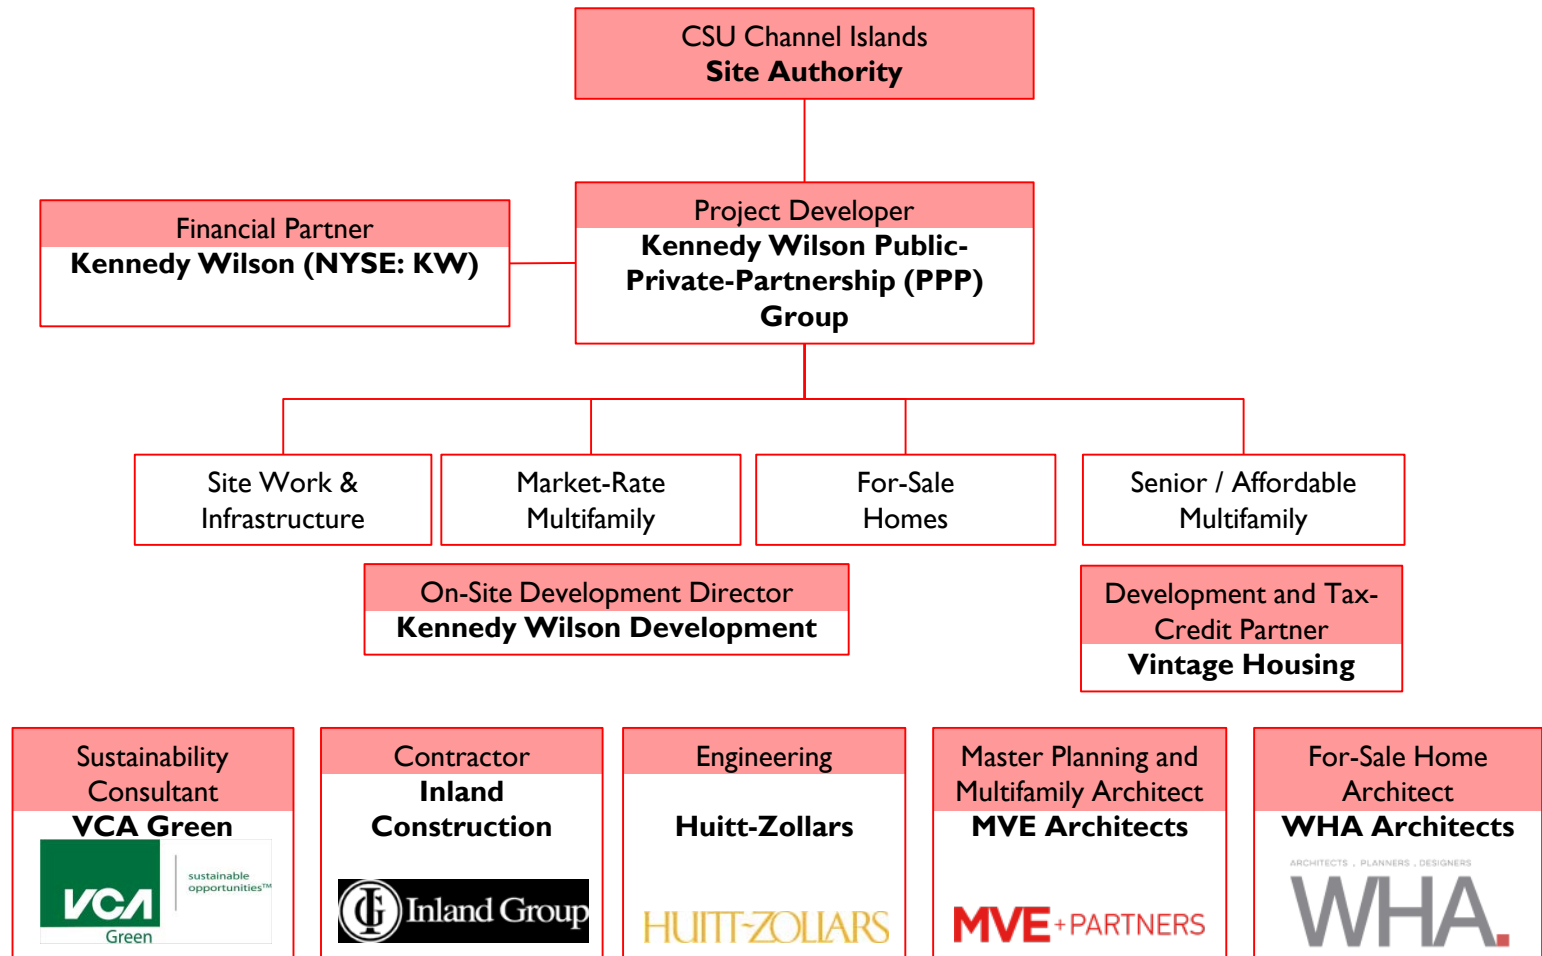 CSU Channel Islands
Site Authority
Financial Partner
Kennedy Wilson (NYSE: KW)
Project Developer
Kennedy Wilson Public-
Private-Partnership (PPP)
Group
Site Work &
Infrastructure
Market-Rate
Multifamily
For-Sale
Homes
Senior / Affordable
Multifamily
On-Site Development Director
Kennedy Wilson Development
Development and Tax-
Credit Partner
Vintage Housing
Sustainability
Consultant
VCA Green
VCA
Green
sustainable
opportunities™
Contractor
Inland
Construction
IG Inland Group
Engineering
Huitt-Zollars
HUITT-ZOLLARS
Master Planning and
Multifamily Architect
MVE Architects
MVE + PARTNERS
For-Sale Home
Architect
WHA Architects
ARCHITECTS , PLANNERS , DESIGNERS
WHA.